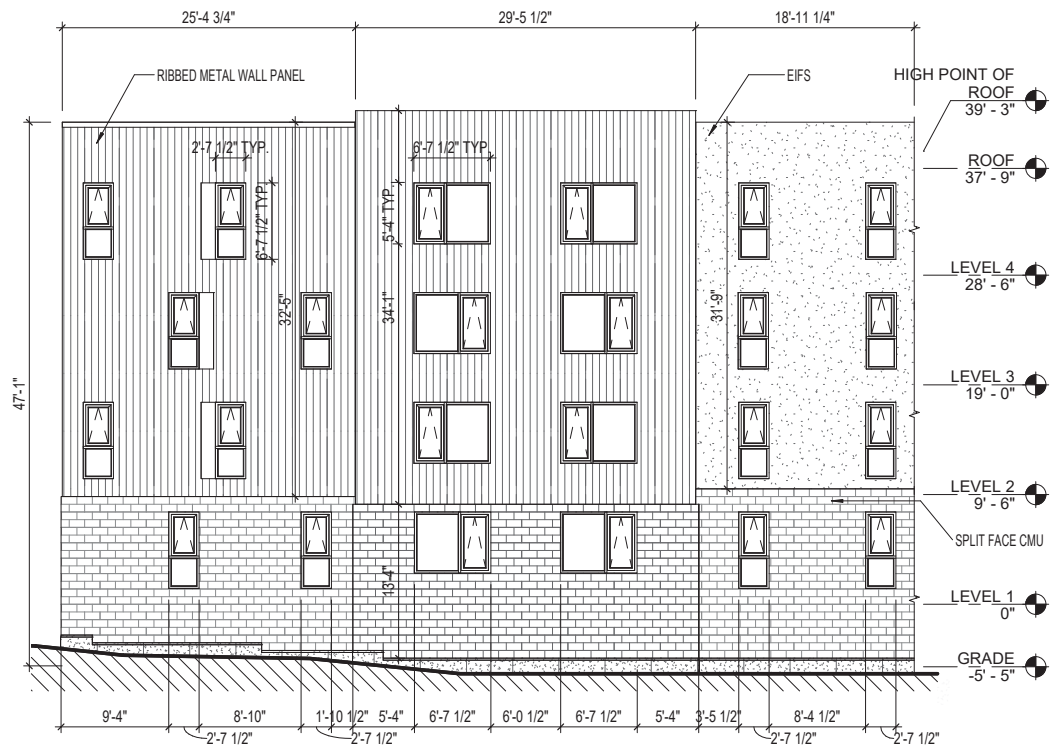 25'-4 3/4"
29'-5 1/2"
18'-11 1/4"
RIBBED METAL WALL PANEL
EIFS
HIGH POINT OF
ROOF
39' - 3"
2'-7 1/2" TYP.
6'-7 1/2" TYP.
ROOF
37' - 9"
6'-7 1/2" TYP.
5'-4" TYP.
LEVEL 4
28' - 6"
32'-5"
34'-1"
31'-9"
47'-1"
LEVEL 3
19' - 0"
LEVEL 2
9' - 6"
SPLIT FACE CMU
13'-4"
LEVEL 1
0"
GRADE
-5' - 5"
9'-4"
8'-10"
1'-10 1/2"
5'-4"
6'-7 1/2"
6'-0 1/2"
6'-7 1/2"
5'-4"
3'-5 1/2"
8'-4 1/2"
2'-7 1/2"
2'-7 1/2"
2'-7 1/2"
2'-7 1/2"